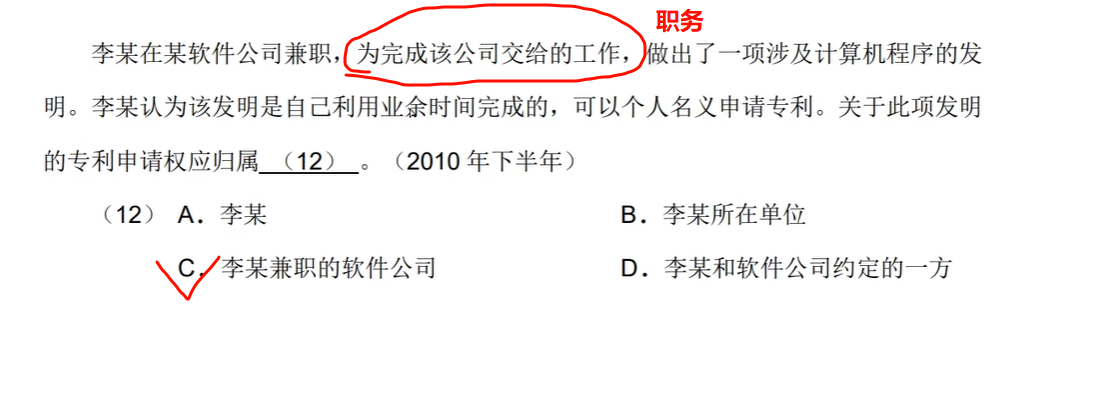 职务
李某在某软件公司兼职，为完成该公司交给的工作，做出了一项涉及计算机程序的发
明。李某认为该发明是自己利用业余时间完成的，可以个人名义申请专利。关于此项发明
的专利申请权应归属（12）。（2010 年下半年）
（12） A．李某 B．李某所在单位
C．李某兼职的软件公司 D．李某和软件公司约定的一方